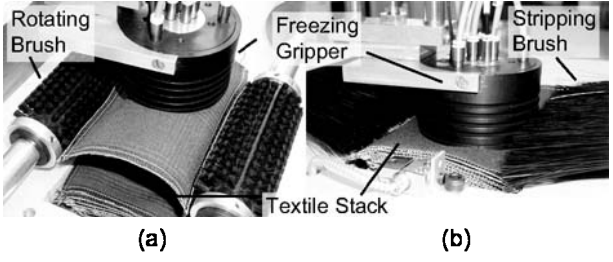 Rotating
Brush
Freezing
Gripper
Stripping
Brush
Textile Stack
(a)
(b)